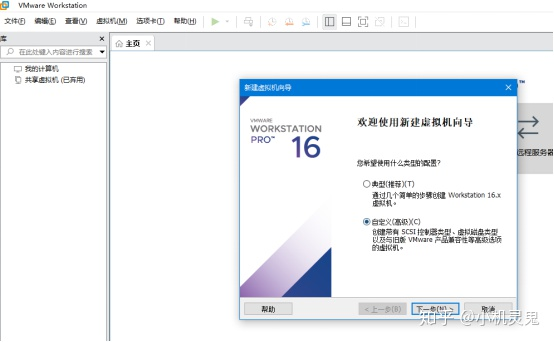 VMware Workstation
文件(F) 编辑(E) 查看(V) 虚拟机(M) 选项卡(T) 帮助(H)
库
在此处键入内容进行搜索
我的计算机
共享虚拟机 (已弃用)
主页
新建虚拟机向导
VMWARE
WORKSTATION
PRO™ 16
欢迎使用新建虚拟机向导
您希望使用什么类型的配置?
典型(推荐)(T)
通过几个简单的步骤创建 Workstation 16.x
虚拟机。
自定义(高级)(C)
创建带有 SCSI 控制器类型、虚拟磁盘类型
以及与旧版 VMware 产品兼容性等高级选项
的虚拟机。
帮助
< 上一步(B)
下一步(N) >
取消
™
远程服务器
知乎 @小机灵鬼